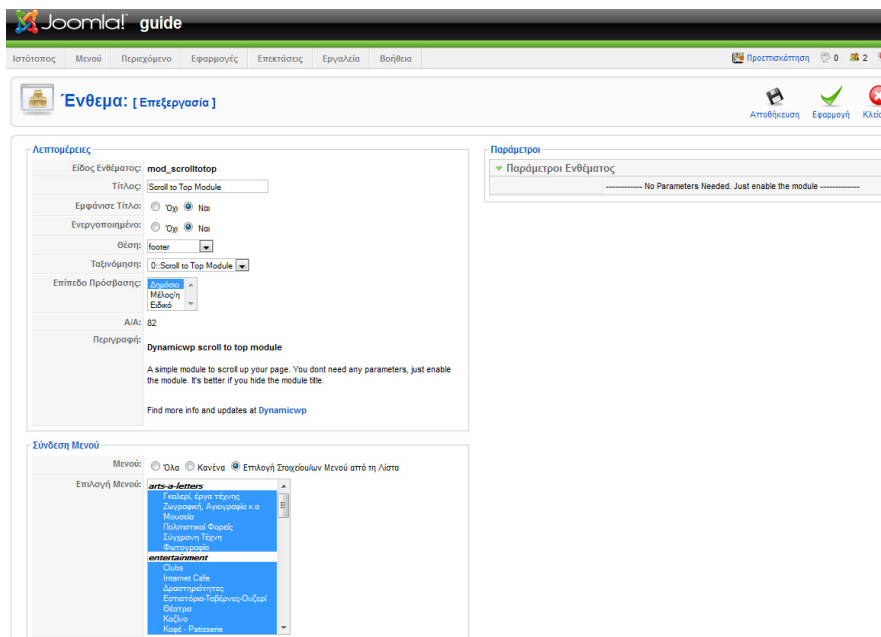 Joomla! guide
Ιστότοπος Μενού Περιεχόμενο Εφαρμογές Επεκτάσεις Εργαλεία Βοήθεια Προεπισκόπηση 0 2
Ένθεμα: [ Επεξεργασία ]
Αποθήκευση Εφαρμογή Κλείσ
Λεπτομέρειες
Είδος Ενθέματος: mod_scrolltotop
Τίτλος: Scroll to Top Module
Εμφάνισε Τίτλο: Όχι Ναι
Ενεργοποιημένο: Όχι Ναι
Θέση: footer
Ταξινόμηση: 0::Scroll to Top Module
Επίπεδο Πρόσβασης: Δημόσιο
Μέλος/η
Ειδικό
Α/Α: 82
Περιγραφή:
Dynamicwp scroll to top module
A simple module to scroll up your page. You dont need any parameters, just enable
the module. It's better if you hide the module title.
Find more info and updates at Dynamicwp
Παράμετροι
Παράμετροι Ενθέματος
------------ No Parameters Needed. Just enable the module -------------
Σύνδεση Μενού
Μενού: Όλα Κανένα Επιλογή Στοιχείου/ων Μενού από τη Λίστα
Επιλογή Μενού: arts-a-letters
Γκαλερί, έργα τέχνης
Ζωγραφική, Αγιογραφία κ.α
Μουσεία
Πολιτιστικοί Φορείς
Σύγχρονη Τέχνη
Φωτογραφία
entertainment
Clubs
Internet Cafe
Δραστηριότητες
Εστιατόρια-Ταβέρνες-Ουζερί
Θέατρα
Καζίνο
Καφέ - Patisserie